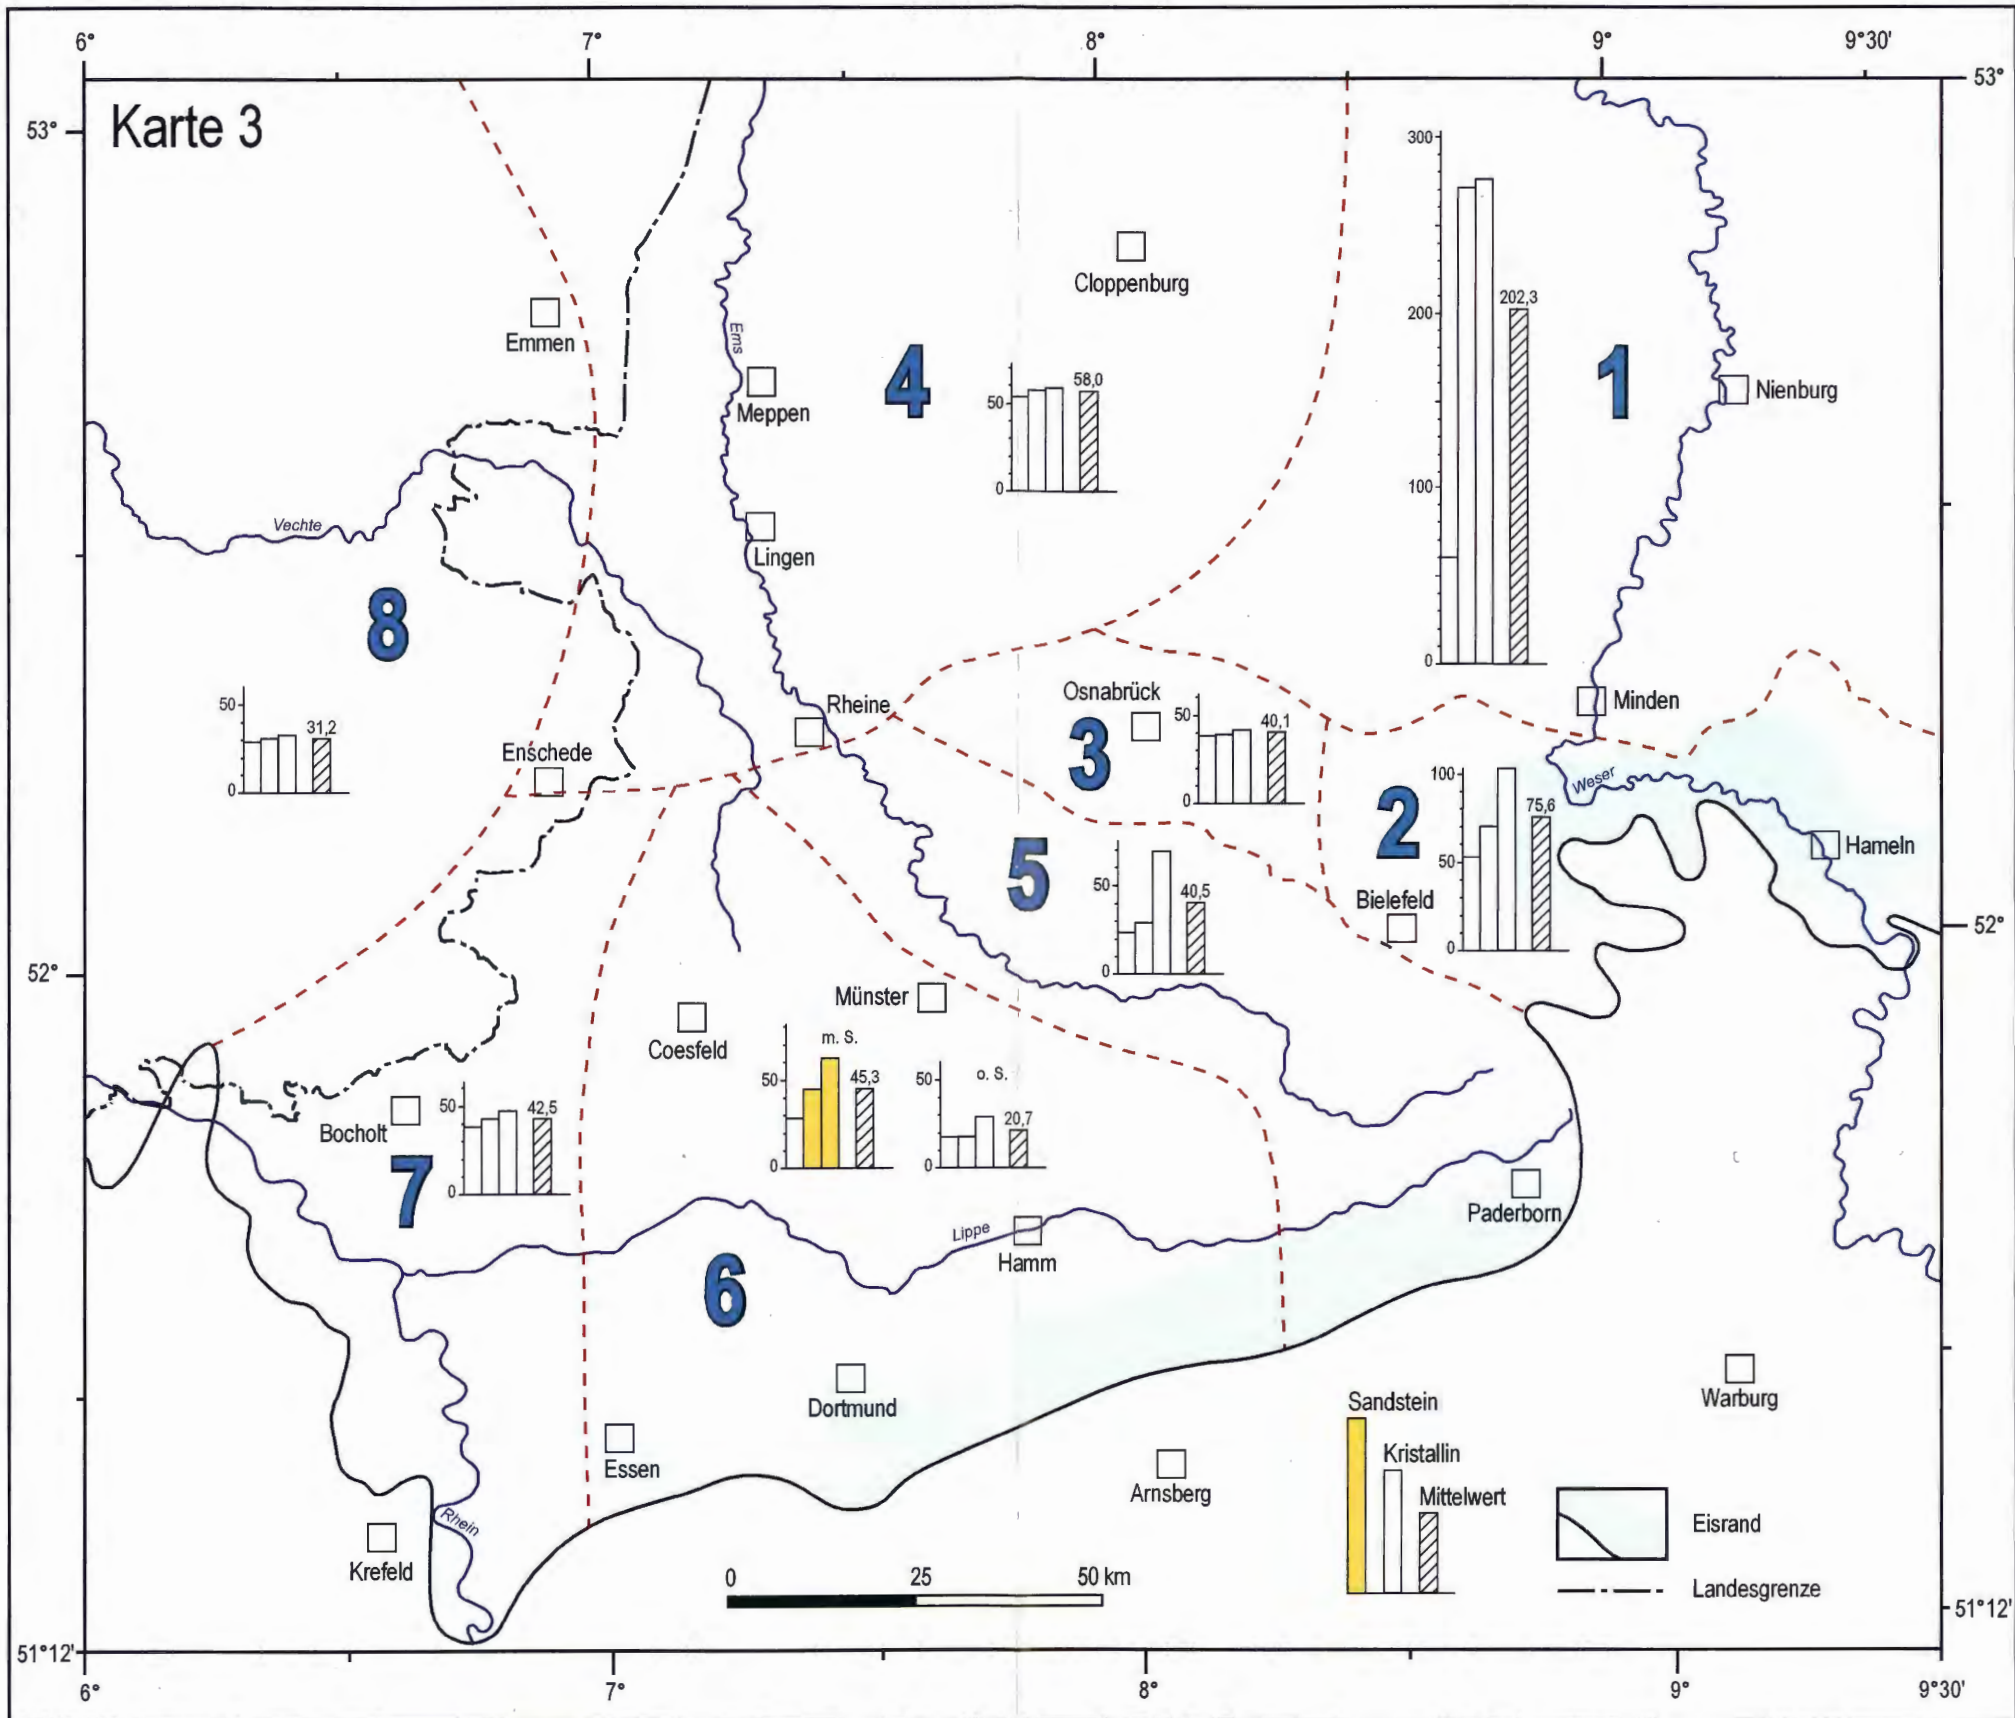 6° 7° 8° 9° 9°30'
53°
Karte 3
53°
300
200
100
0
202,3
1
Cloppenburg
Emmen
Ems
4
50
0
58,0
Meppen
Nienburg
Lingen
Vechte
8
50
0
31,2
Enschede
Rheine
Osnabrück
3
50
0
40,1
Minden
Weser
2
100
50
0
75,6
Hameln
5
50
0
40,5
Bielefeld
52°
52°
Münster
Coesfeld
m. S.
50
0
45,3
o. S.
50
0
20,7
Bocholt
50
0
42,5
7
Paderborn
Lippe
Hamm
6
Dortmund
Essen
Arnsberg
Warburg
Rhein
Krefeld
Sandstein
Kristallin
Mittelwert
Eisrand
Landesgrenze
0 25 50 km
51°12'
51°12'
6° 7° 8° 9° 9°30'